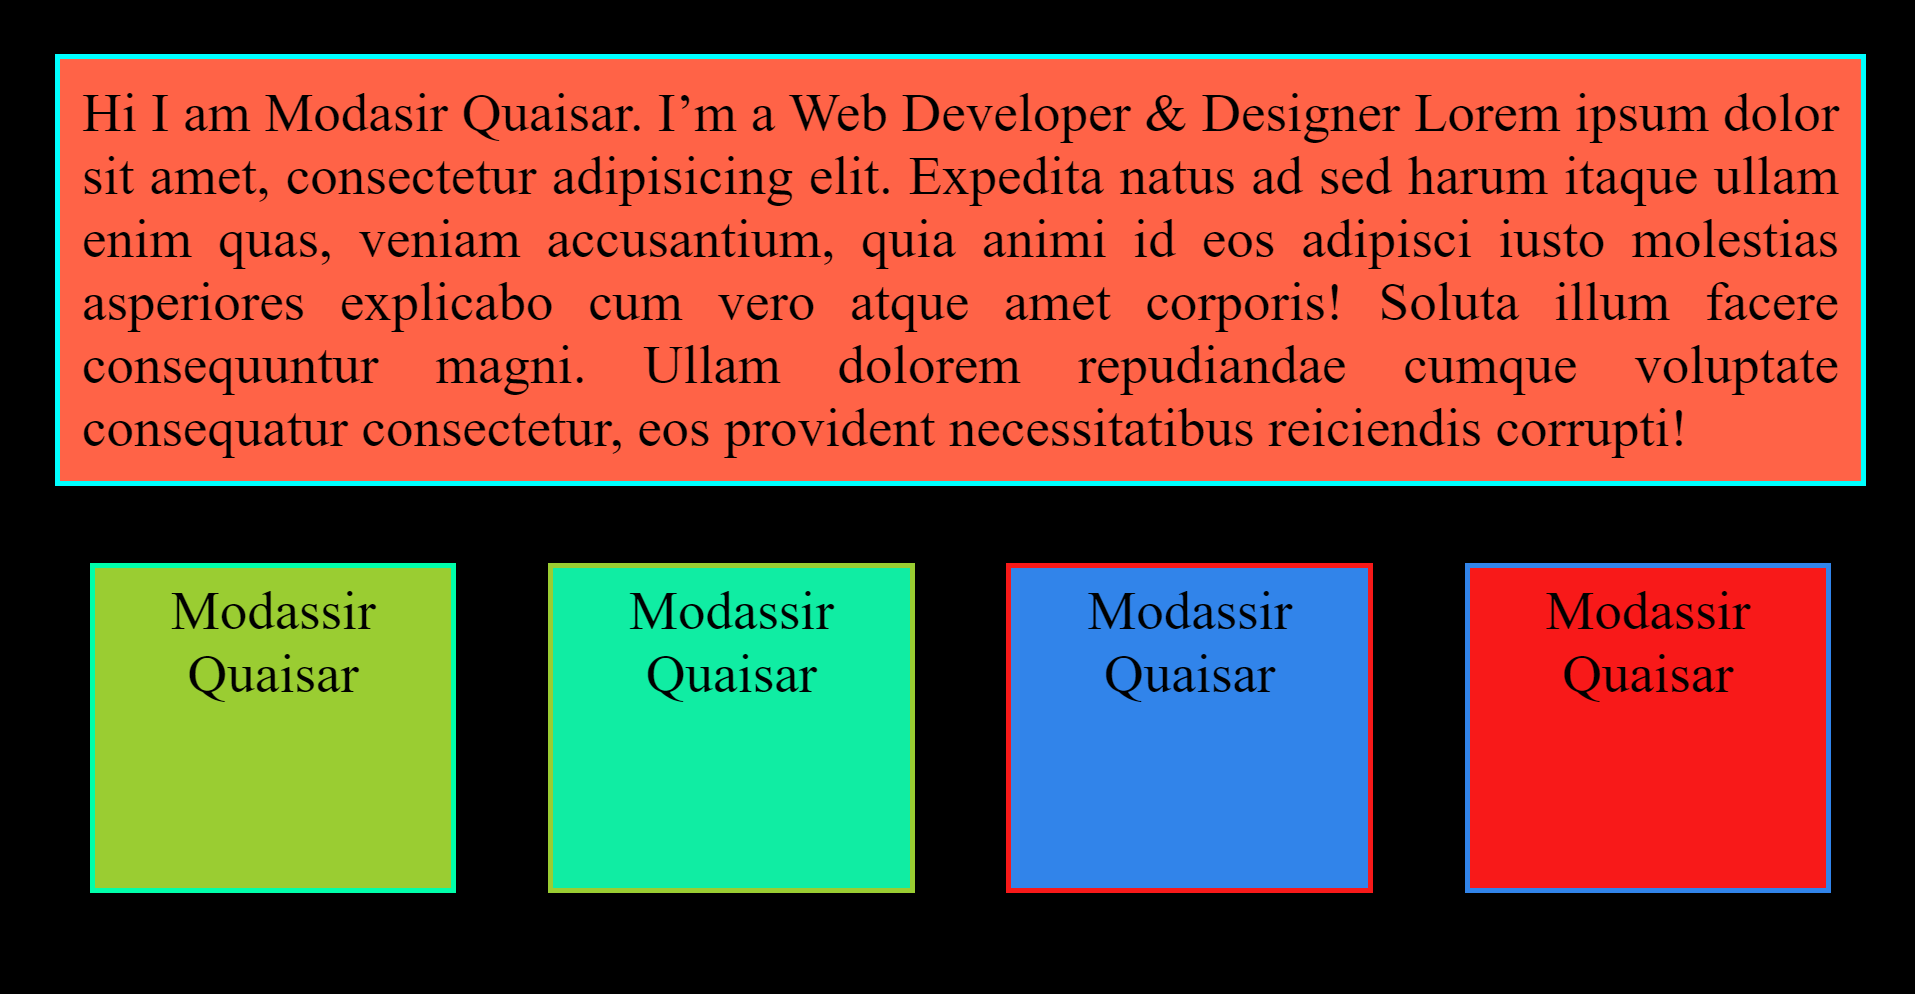 Hi I am Modasir Quaisar. I’m a Web Developer & Designer Lorem ipsum dolor
sit amet, consectetur adipisicing elit. Expedita natus ad sed harum itaque ullam
enim quas, veniam accusantium, quia animi id eos adipisci iusto molestias
asperiores explicabo cum vero atque amet corporis! Soluta illum facere
consequuntur magni. Ullam dolorem repudiandae cumque voluptate
consequatur consectetur, eos provident necessitatibus reiciendis corrupti!
Modassir
Quaisar
Modassir
Quaisar
Modassir
Quaisar
Modassir
Quaisar